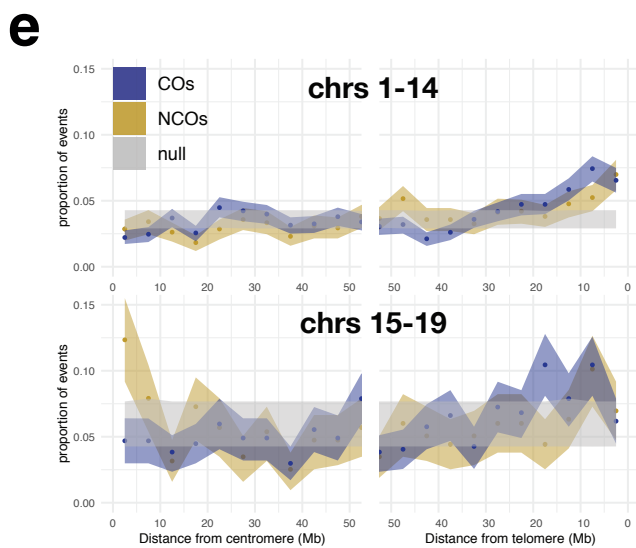 e
COs
NCOs
null
chrs 1-14
proportion of events
0.15
0.10
0.05
0.00
0 10 20 30 40 50
50 40 30 20 10 0
chrs 15-19
proportion of events
0.15
0.10
0.05
0.00
0 10 20 30 40 50
50 40 30 20 10 0
Distance from centromere (Mb)
Distance from telomere (Mb)